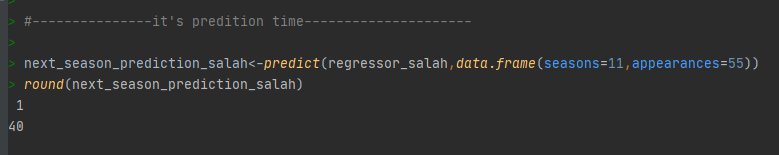 >
> #---------------it's predition time---------------------
>
> next_season_prediction_salah<-predict(regressor_salah,data.frame(seasons=11,appearances=55))
> round(next_season_prediction_salah)
1
40